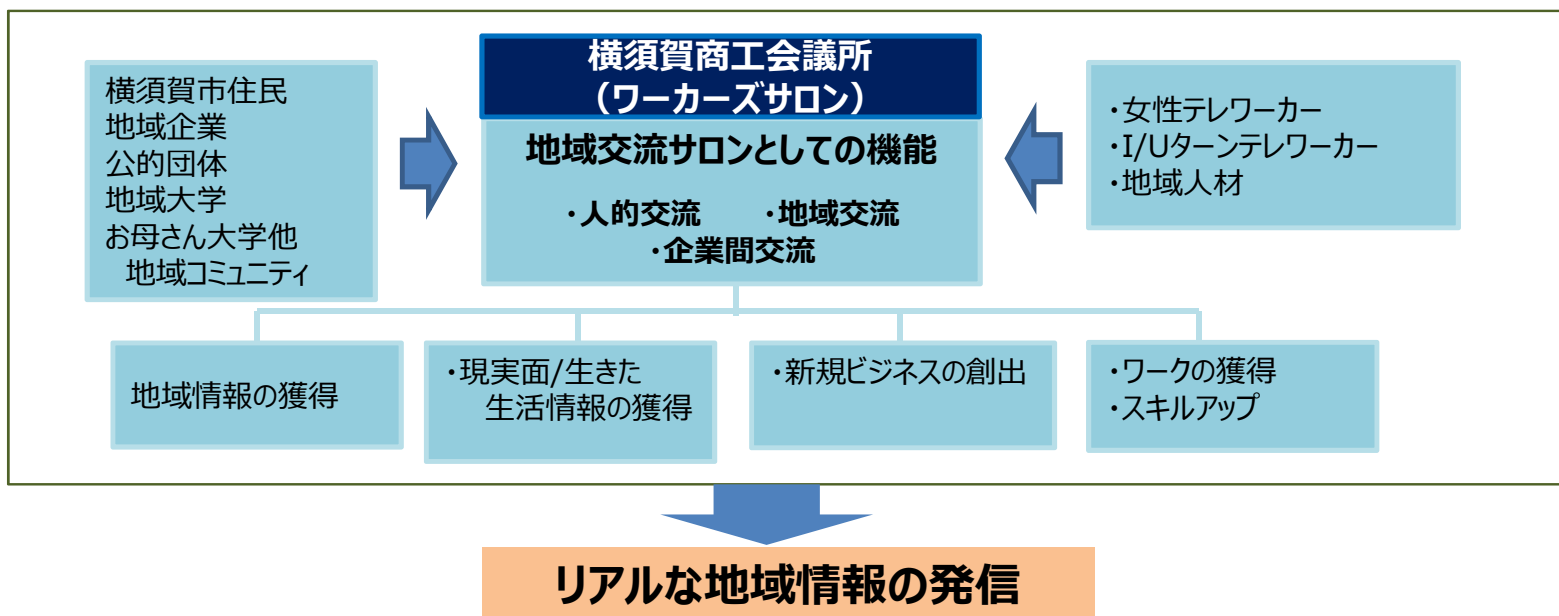 横須賀市住民
地域企業
公的団体
地域大学
お母さん大学他
地域コミュニティ
横須賀商工会議所
（ワーカーズサロン）
地域交流サロンとしての機能
・人的交流　　・地域交流
・企業間交流
・女性テレワーカー
・I/Uターンテレワーカー
・地域人材
地域情報の獲得
・現実面/生きた
生活情報の獲得
・新規ビジネスの創出
・ワークの獲得
・スキルアップ
リアルな地域情報の発信